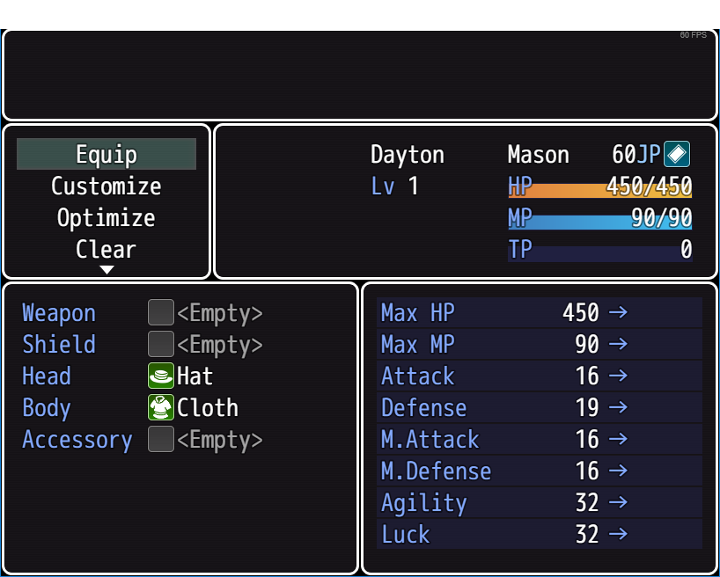 60 FPS
Equip
Customize
Optimize
Clear
Dayton Mason 60JP
Lv 1 HP 450/450
MP 90/90
TP 0
Weapon <Empty>
Shield <Empty>
Head Hat
Body Cloth
Accessory <Empty>
Max HP 450 →
Max MP 90 →
Attack 16 →
Defense 19 →
M.Attack 16 →
M.Defense 16 →
Agility 32 →
Luck 32 →